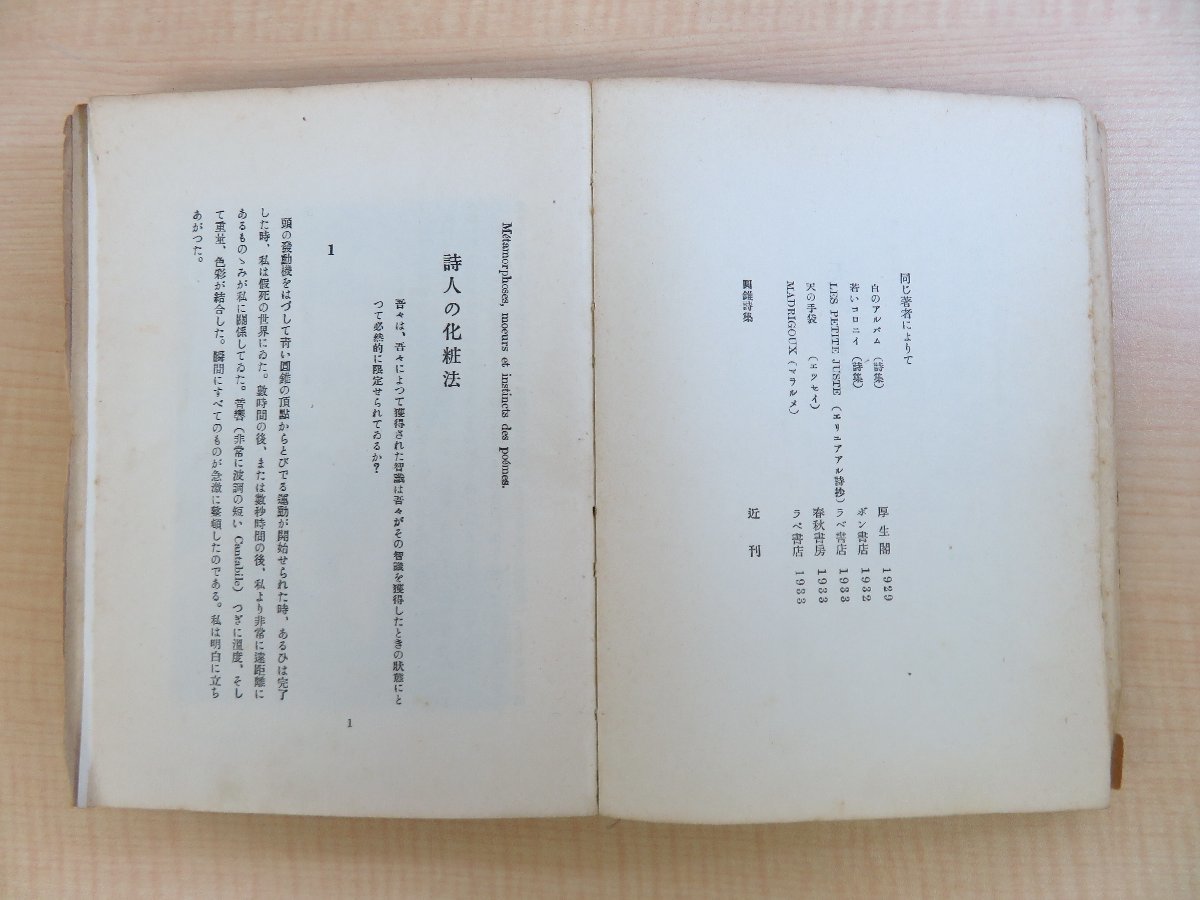 同じ著者によりて
白のアルバム（詩集） 厚生閣 1929
若いコロニイ（詩集） ボン書店 1932
LES PETITE JUSTE（エリユアアル詩抄） ラベ書店 1933
天の手袋（エツセイ） 春秋書房 1933
MADRIGOUX（マラルメ） ラベ書店 1933
圓錐詩集 近刊
Métamorphoses, moeurs et instincts des poèmes.
詩人の化粧法
吾々は、吾々によつて獲得された智識は吾々がその智識を獲得したときの狀態によ
つて必然的に限定せられてゐるか?
1
頭の發動機をはづして靑い圓錐の頂點からとびでる運動が開始せられた時、あるひは完了
した時、私は假死の世界にゐた。數時間の後、または數秒時間の後、私より非常に遠距離に
あるものゝみが私に關係してゐた。音響（非常に波調の短い Cantabile）つぎに溫度、そし
て重量、色彩が結合した。瞬間にすべてのものが急激に整頓したのである。私は明白に立ち
あがつた。
1